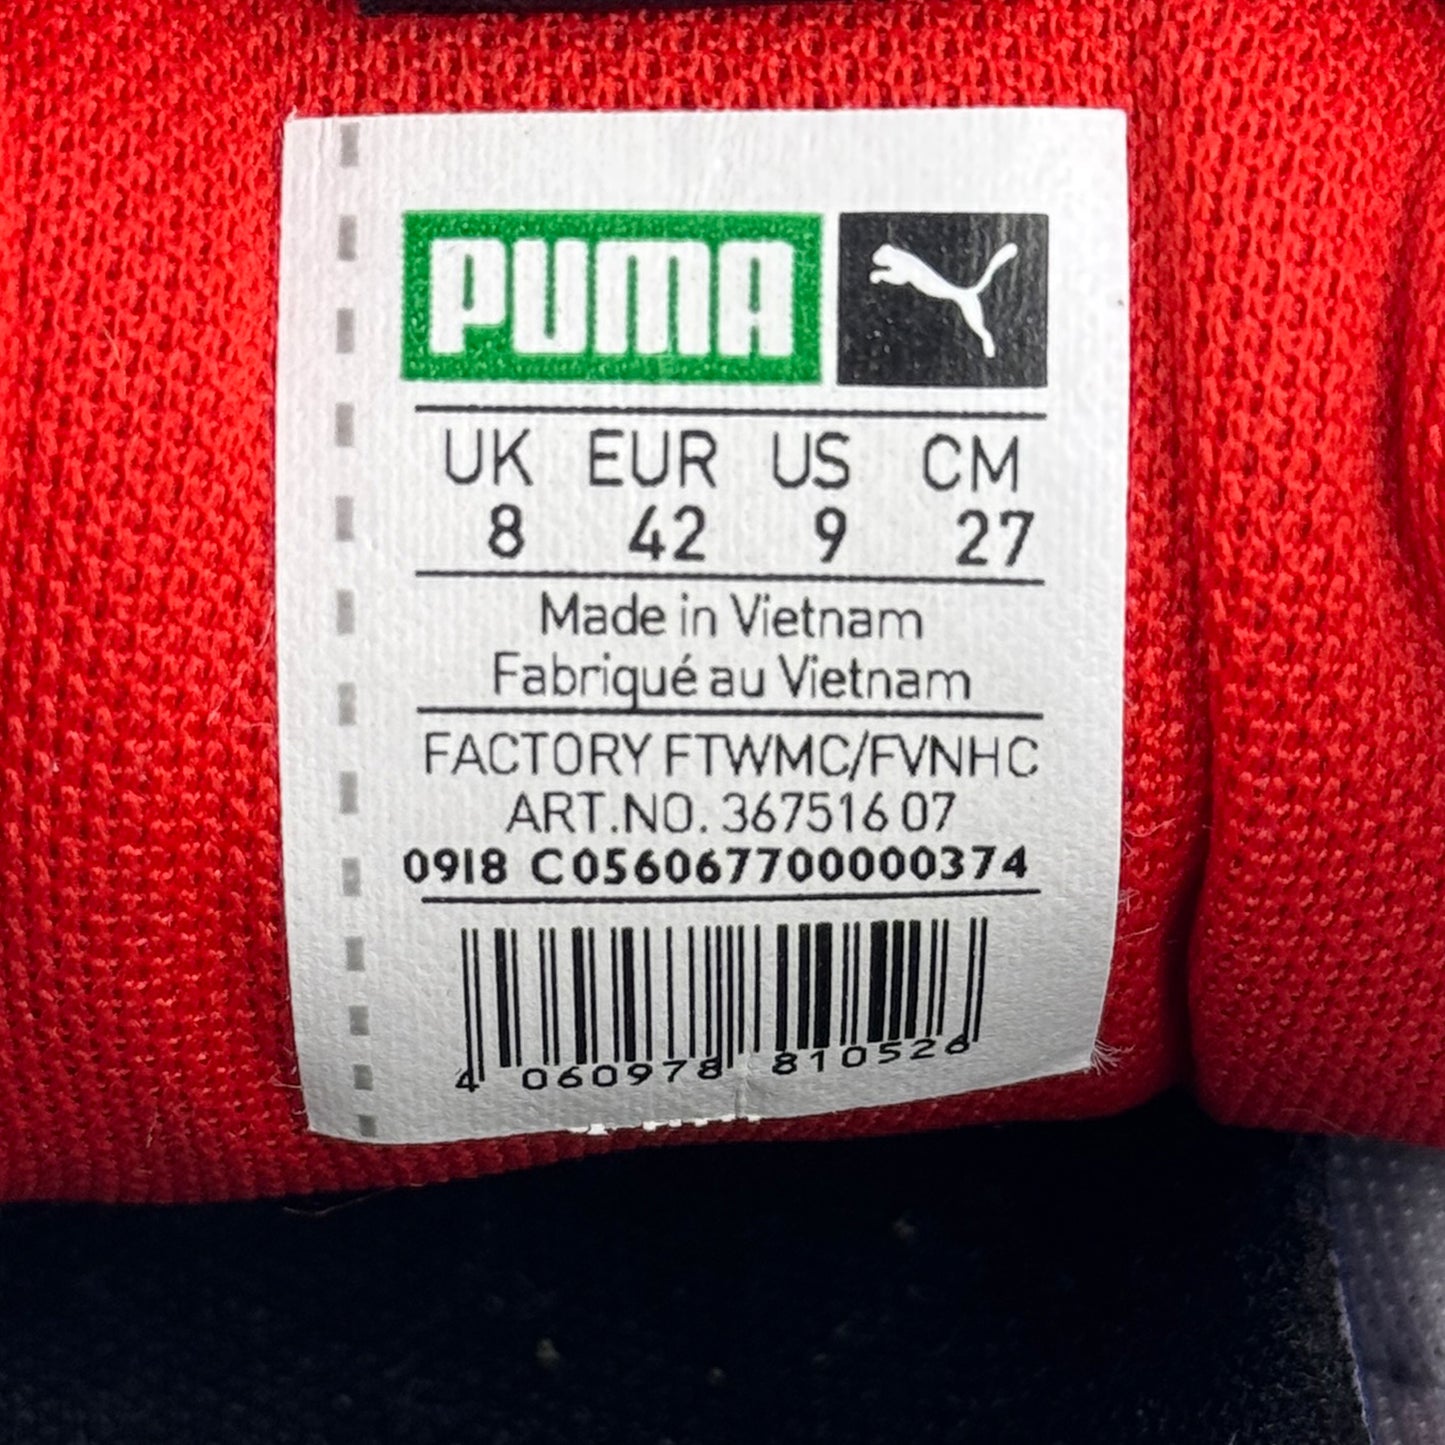 PUMA
UK EUR US CM
8 42 9 27
Made in Vietnam
Fabriqué au Vietnam
FACTORY FTWMC/FVNHC
ART.NO. 367516 07
0918 C056067700000374
4 060978 810526